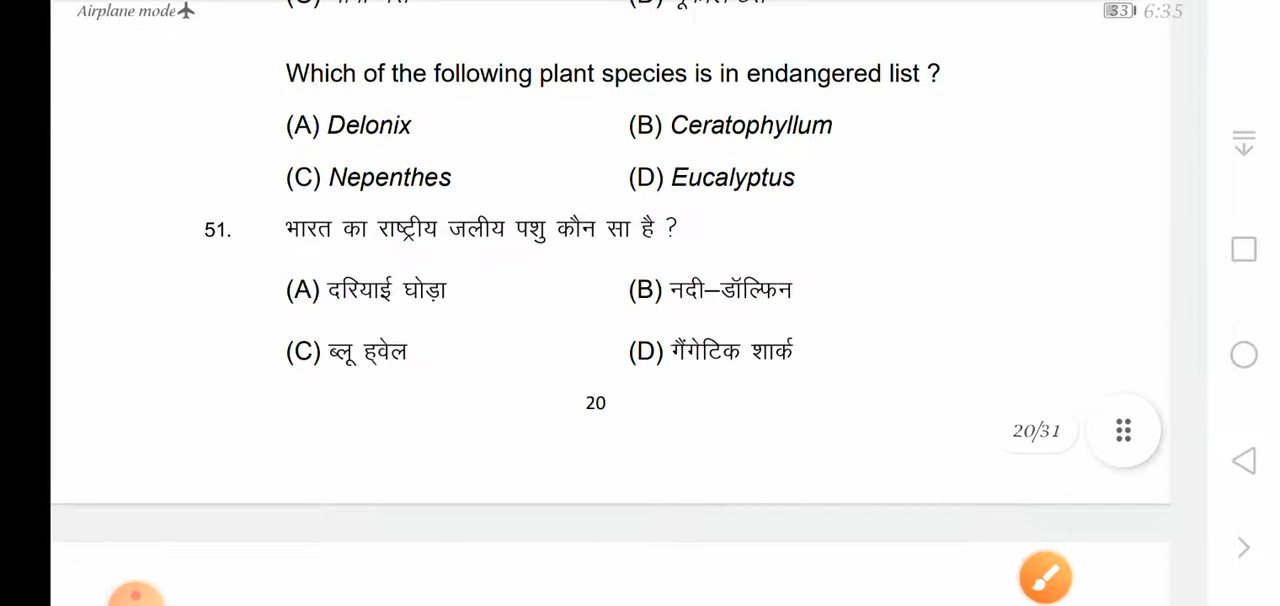 Airplane mode 33 6:35
Which of the following plant species is in endangered list ?
(A) Delonix (B) Ceratophyllum
(C) Nepenthes (D) Eucalyptus
51. भारत का राष्ट्रीय जलीय पशु कौन सा है ?
(A) दरियाई घोड़ा (B) नदी–डॉल्फिन
(C) ब्लू ह्वेल (D) गैंगेटिक शार्क
20
20/31